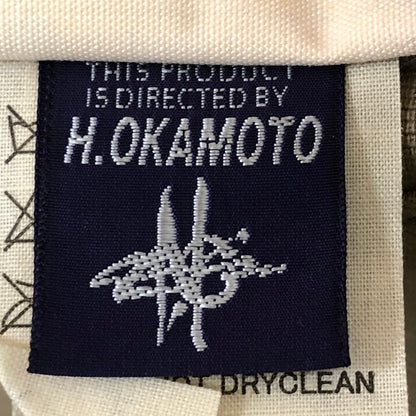 THIS PRODUCT
IS DIRECTED BY
H.OKAMOTO
DRYCLEAN